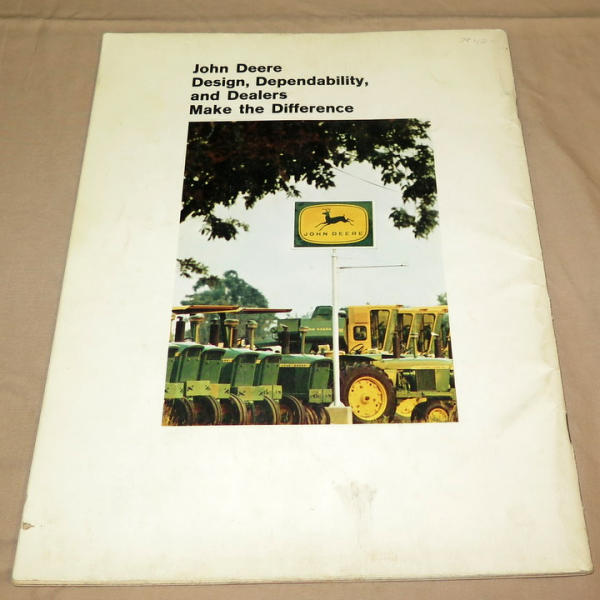 John Deere
Design, Dependability,
and Dealers
Make the Difference
JOHN DEERE